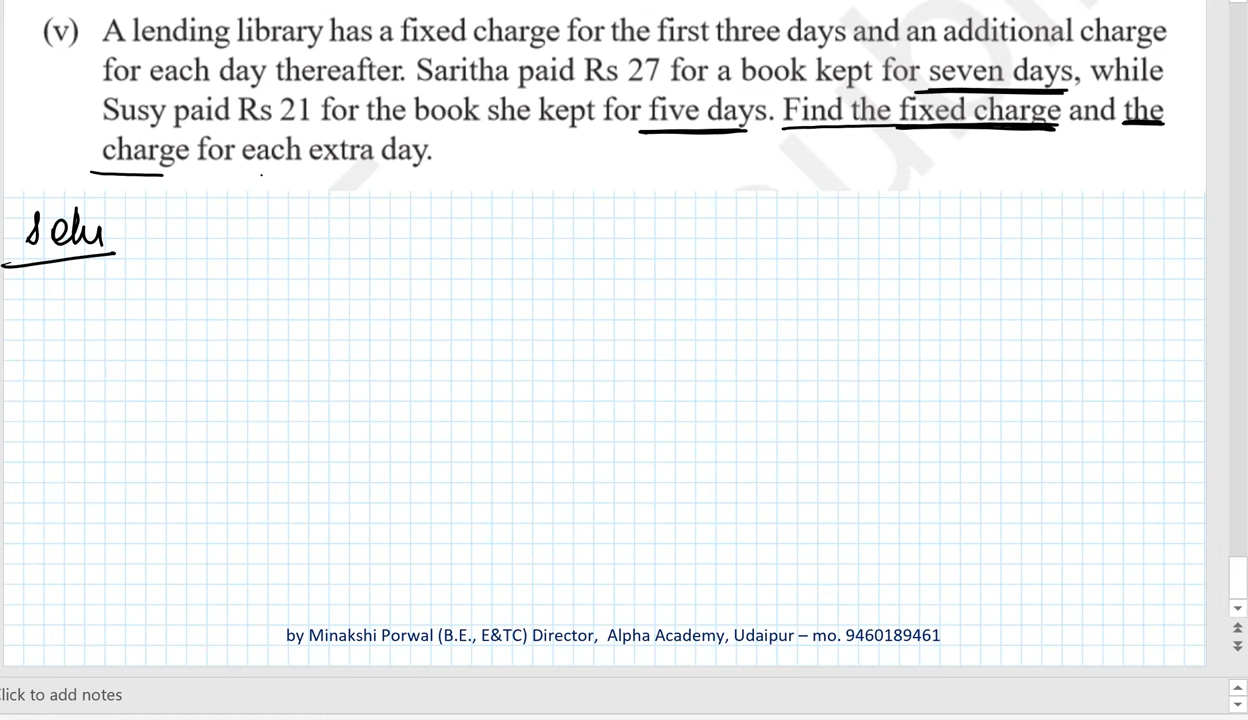 (v) A lending library has a fixed charge for the first three days and an additional charge
for each day thereafter. Saritha paid Rs 27 for a book kept for seven days, while
Susy paid Rs 21 for the book she kept for five days. Find the fixed charge and the
charge for each extra day.
Solu
by Minakshi Porwal (B.E., E&TC) Director, Alpha Academy, Udaipur – mo. 9460189461
lick to add notes